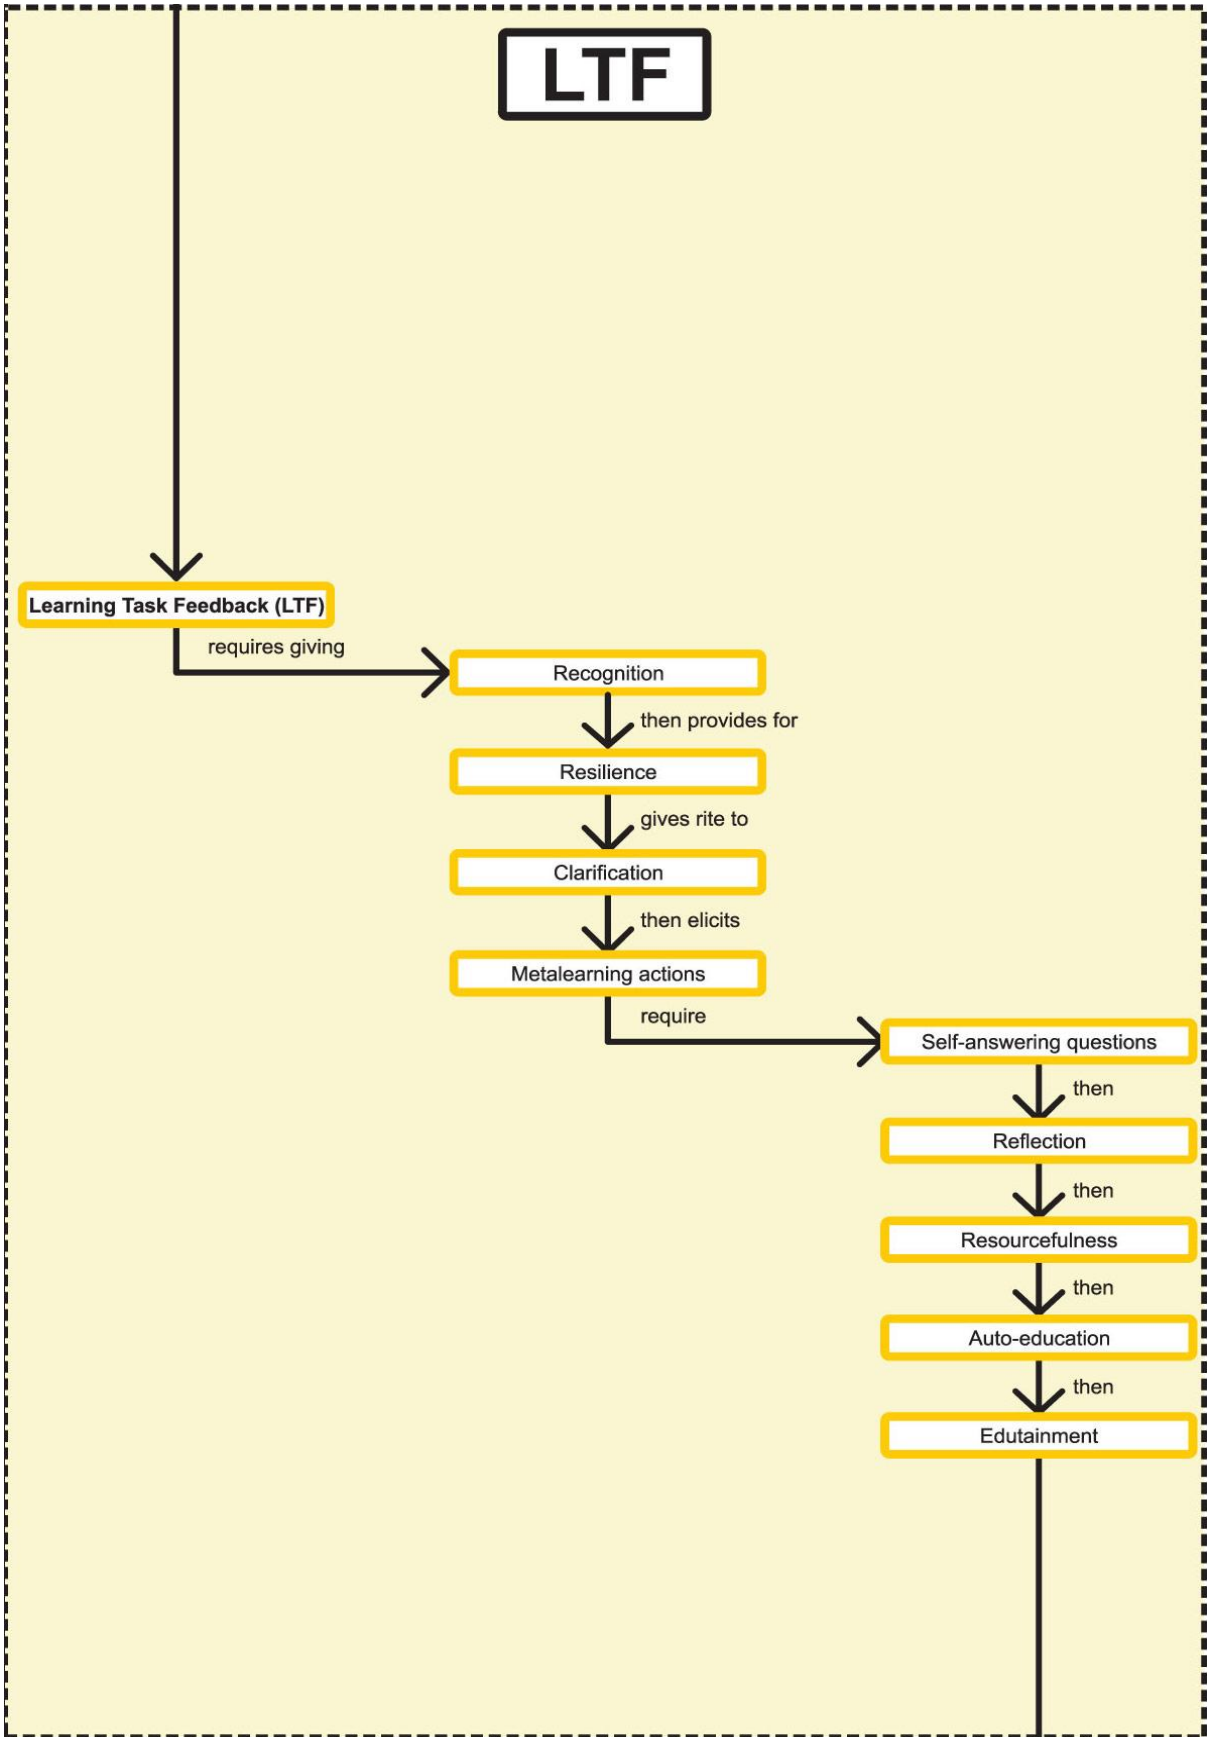 LTF
Learning Task Feedback (LTF)
requires giving
Recognition
then provides for
Resilience
gives rite to
Clarification
then elicits
Metalearning actions
require
Self-answering questions
then
Reflection
then
Resourcefulness
then
Auto-education
then
Edutainment